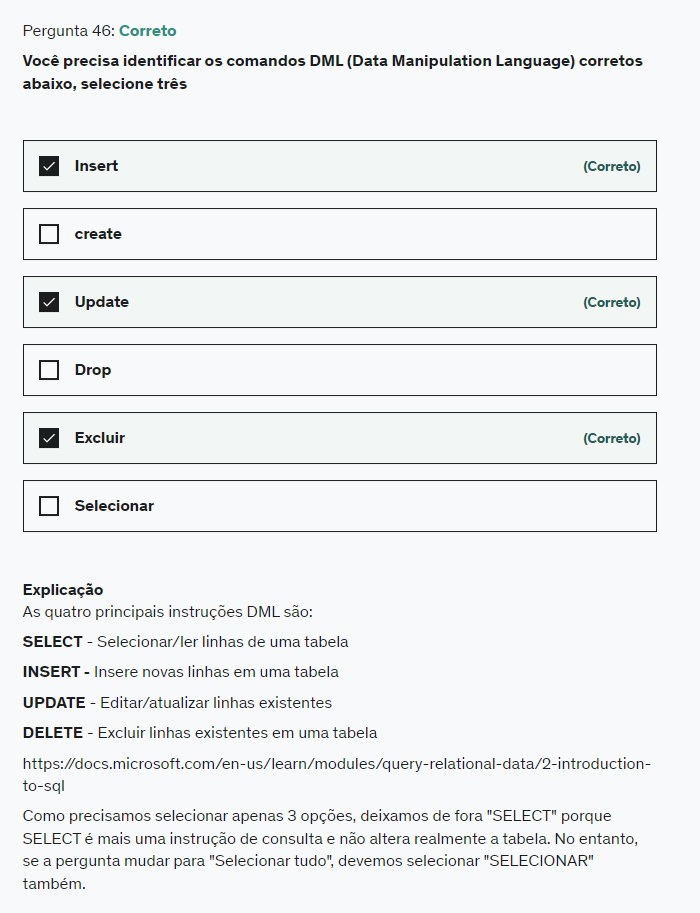 Pergunta 46: Correto
Você precisa identificar os comandos DML (Data Manipulation Language) corretos
abaixo, selecione três
Insert (Correto)
create
Update (Correto)
Drop
Excluir (Correto)
Selecionar
Explicação
As quatro principais instruções DML são:
SELECT - Selecionar/ler linhas de uma tabela
INSERT - Insere novas linhas em uma tabela
UPDATE - Editar/atualizar linhas existentes
DELETE - Excluir linhas existentes em uma tabela
https://docs.microsoft.com/en-us/learn/modules/query-relational-data/2-introduction-
to-sql
Como precisamos selecionar apenas 3 opções, deixamos de fora "SELECT" porque
SELECT é mais uma instrução de consulta e não altera realmente a tabela. No entanto,
se a pergunta mudar para "Selecionar tudo", devemos selecionar "SELECIONAR"
também.